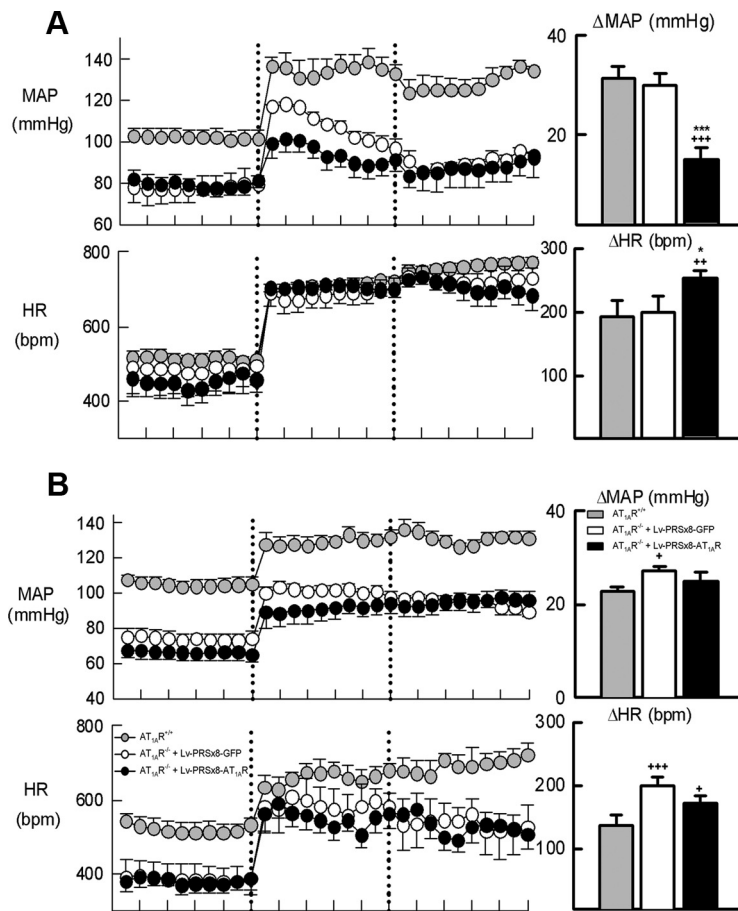 A
MAP
(mmHg)
140
120
100
80
60
ΔMAP (mmHg)
40
20
***
+++
HR
(bpm)
800
600
400
ΔHR (bpm)
300
200
100
*
++
B
MAP
(mmHg)
140
120
100
80
60
40
ΔMAP (mmHg)
40
20
0
AT1AR+/+
AT1AR-/- + Lv-PRSx8-GFP
AT1AR-/- + Lv-PRSx8-AT1AR
+
HR
(bpm)
800
600
400
AT1AR+/+
AT1AR-/- + Lv-PRSx8-GFP
AT1AR-/- + Lv-PRSx8-AT1AR
ΔHR (bpm)
300
200
100
+++
+